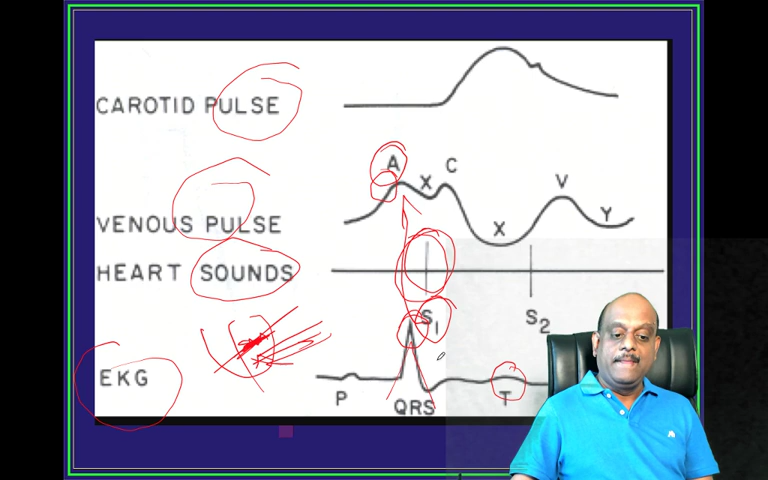 CAROTID PULSE
A X C V
VENOUS PULSE X Y
HEART SOUNDS
S1 S2
EKG
P QRS T